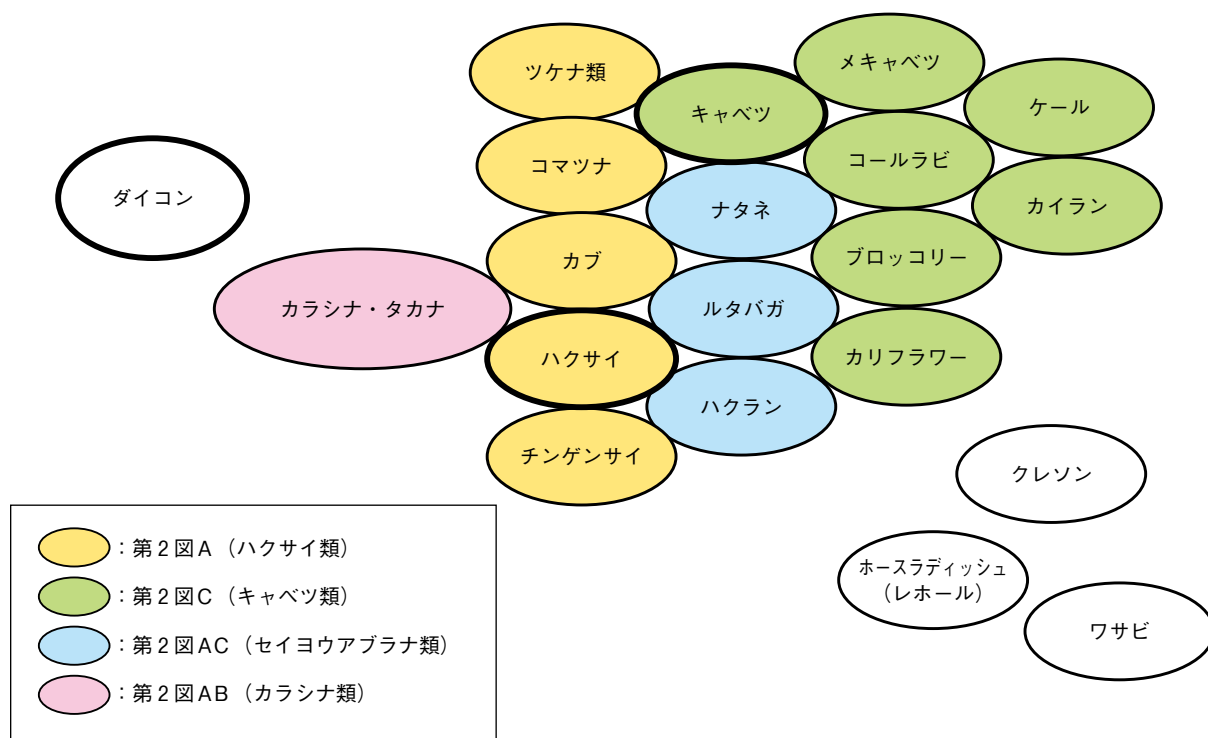 ツケナ類
メキャベツ
キャベツ
ケール
コマツナ
コールラビ
ダイコン
ナタネ
カイラン
カブ
ブロッコリー
カラシナ・タカナ
ルタバガ
ハクサイ
カリフラワー
ハクラン
チンゲンサイ
クレソン
ホースラディッシュ
（レホール）
ワサビ
：第２図A（ハクサイ類）
：第２図C（キャベツ類）
：第２図AC（セイヨウアブラナ類）
：第２図AB（カラシナ類）